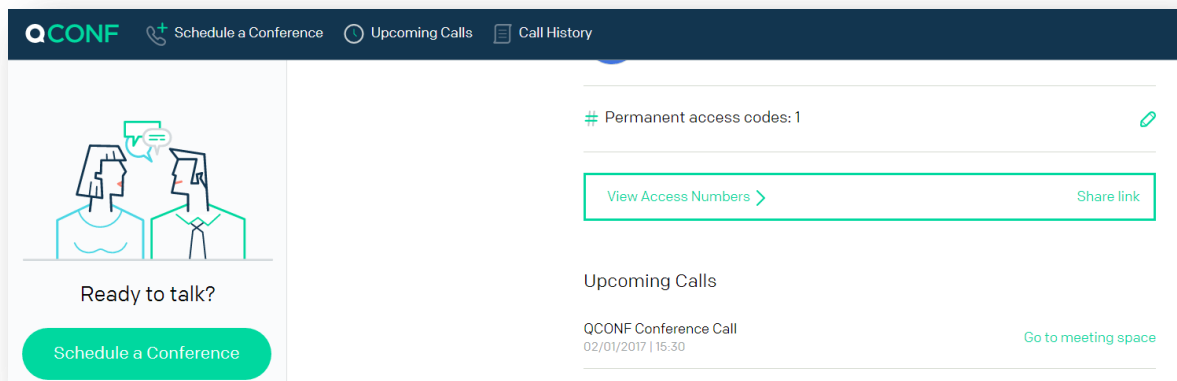 QCONF Schedule a Conference Upcoming Calls Call History
# Permanent access codes: 1
View Access Numbers Share link
Ready to talk?
Schedule a Conference
Upcoming Calls
QCONF Conference Call
02/01/2017 | 15:30
Go to meeting space